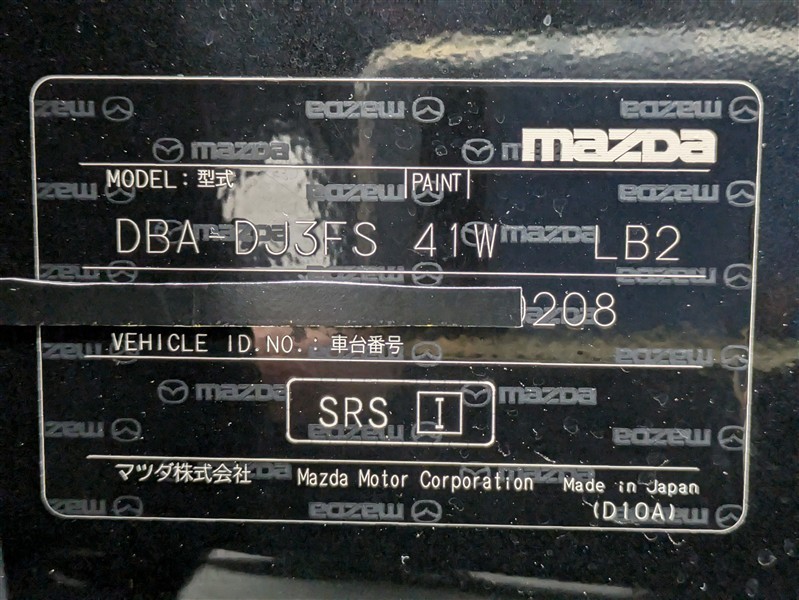 mazda
MODEL: 型式 PAINT
DBA-DJ3FS 41W LB2
0208
VEHICLE ID.NO.: 車台番号
SRS I
マツダ株式会社 Mazda Motor Corporation Made in Japan
(D10A)